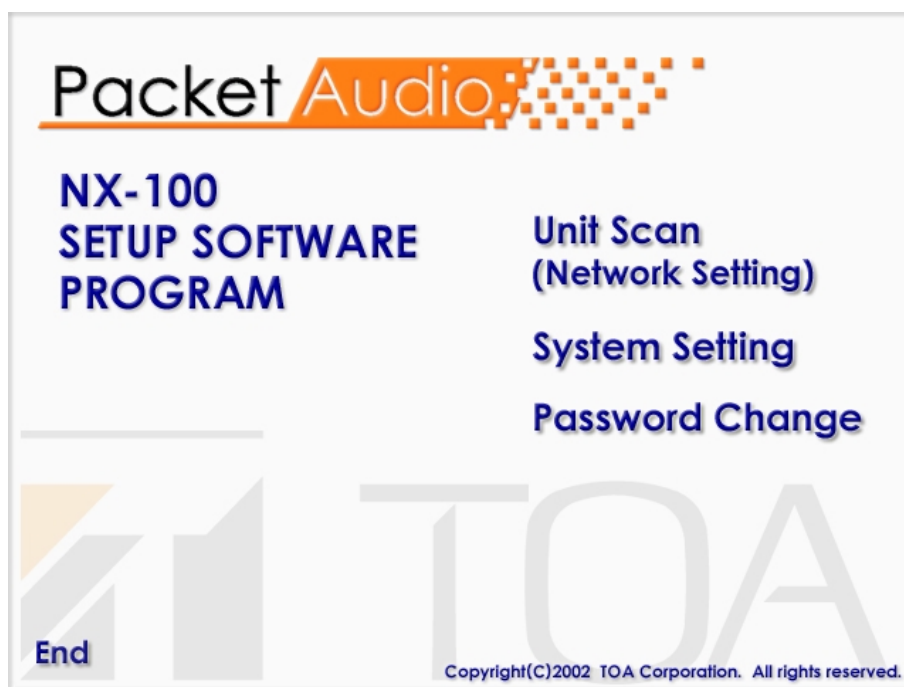 Packet Audio
NX-100
SETUP SOFTWARE
PROGRAM
Unit Scan
(Network Setting)
System Setting
Password Change
TOA
End
Copyright(C)2002 TOA Corporation. All rights reserved.